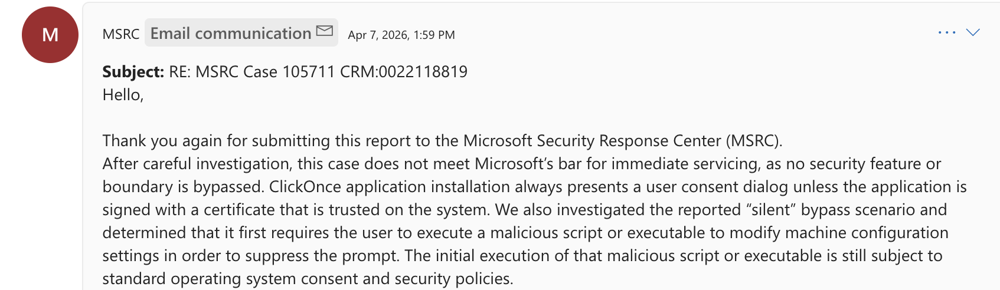 M
MSRC Email communication Apr 7, 2026, 1:59 PM
Subject: RE: MSRC Case 105711 CRM:0022118819
Hello,
Thank you again for submitting this report to the Microsoft Security Response Center (MSRC).
After careful investigation, this case does not meet Microsoft’s bar for immediate servicing, as no security feature or
boundary is bypassed. ClickOnce application installation always presents a user consent dialog unless the application is
signed with a certificate that is trusted on the system. We also investigated the reported “silent” bypass scenario and
determined that it first requires the user to execute a malicious script or executable to modify machine configuration
settings in order to suppress the prompt. The initial execution of that malicious script or executable is still subject to
standard operating system consent and security policies.